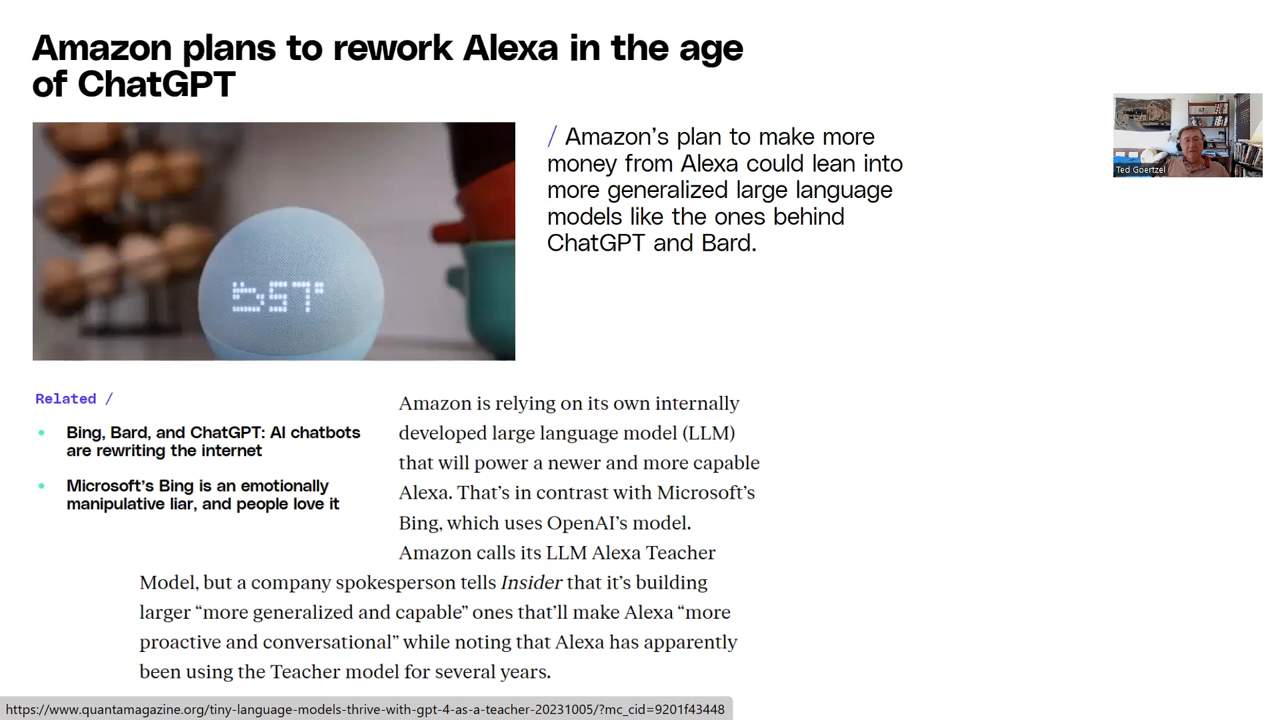 Amazon plans to rework Alexa in the age
of ChatGPT
/ Amazon’s plan to make more
money from Alexa could lean into
more generalized large language
models like the ones behind
ChatGPT and Bard.
Ted Goertzel
Related /
Bing, Bard, and ChatGPT: AI chatbots
are rewriting the internet
Microsoft’s Bing is an emotionally
manipulative liar, and people love it
Amazon is relying on its own internally
developed large language model (LLM)
that will power a newer and more capable
Alexa. That’s in contrast with Microsoft’s
Bing, which uses OpenAI’s model.
Amazon calls its LLM Alexa Teacher
Model, but a company spokesperson tells Insider that it’s building
larger “more generalized and capable” ones that’ll make Alexa “more
proactive and conversational” while noting that Alexa has apparently
been using the Teacher model for several years.
https://www.quantamagazine.org/tiny-language-models-thrive-with-gpt-4-as-a-teacher-20231005/?mc_cid=9201f43448